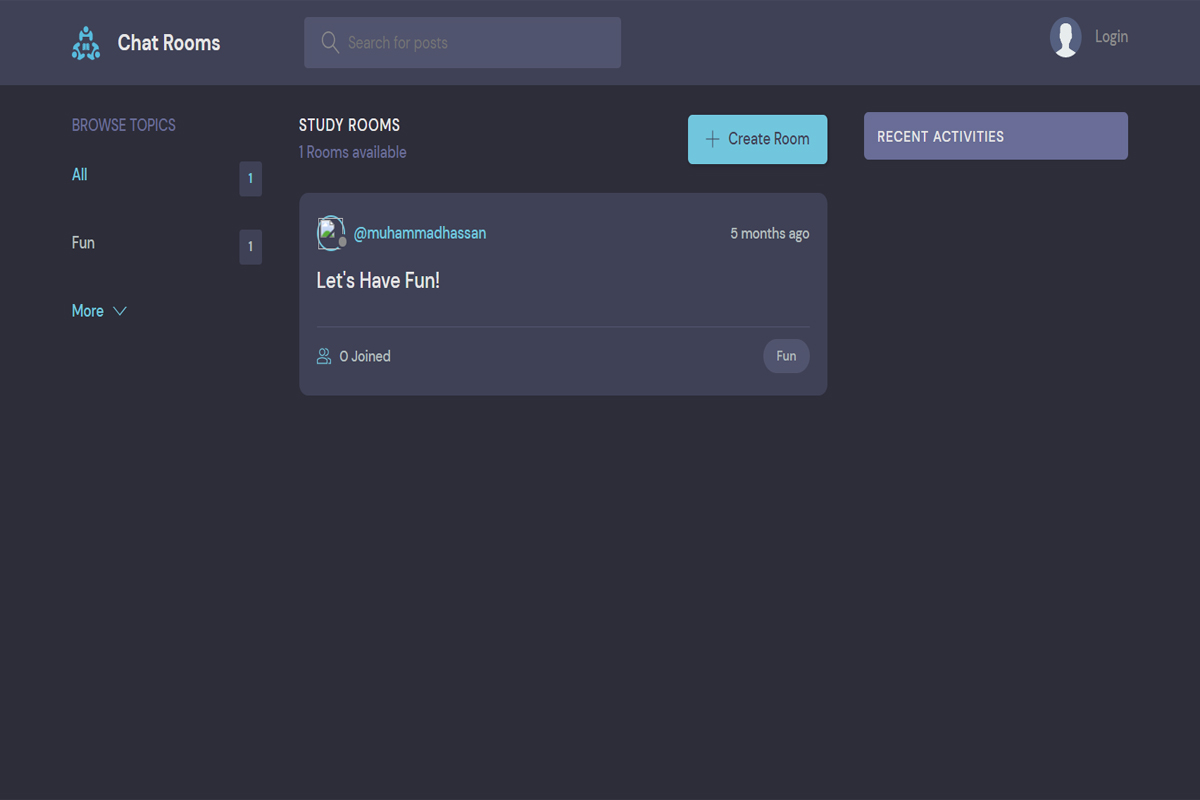 Chat Rooms
Search for posts
Login
BROWSE TOPICS
All
1
Fun
1
More
STUDY ROOMS
1 Rooms available
Create Room
@muhammadhassan
5 months ago
Let's Have Fun!
0 Joined
Fun
RECENT ACTIVITIES